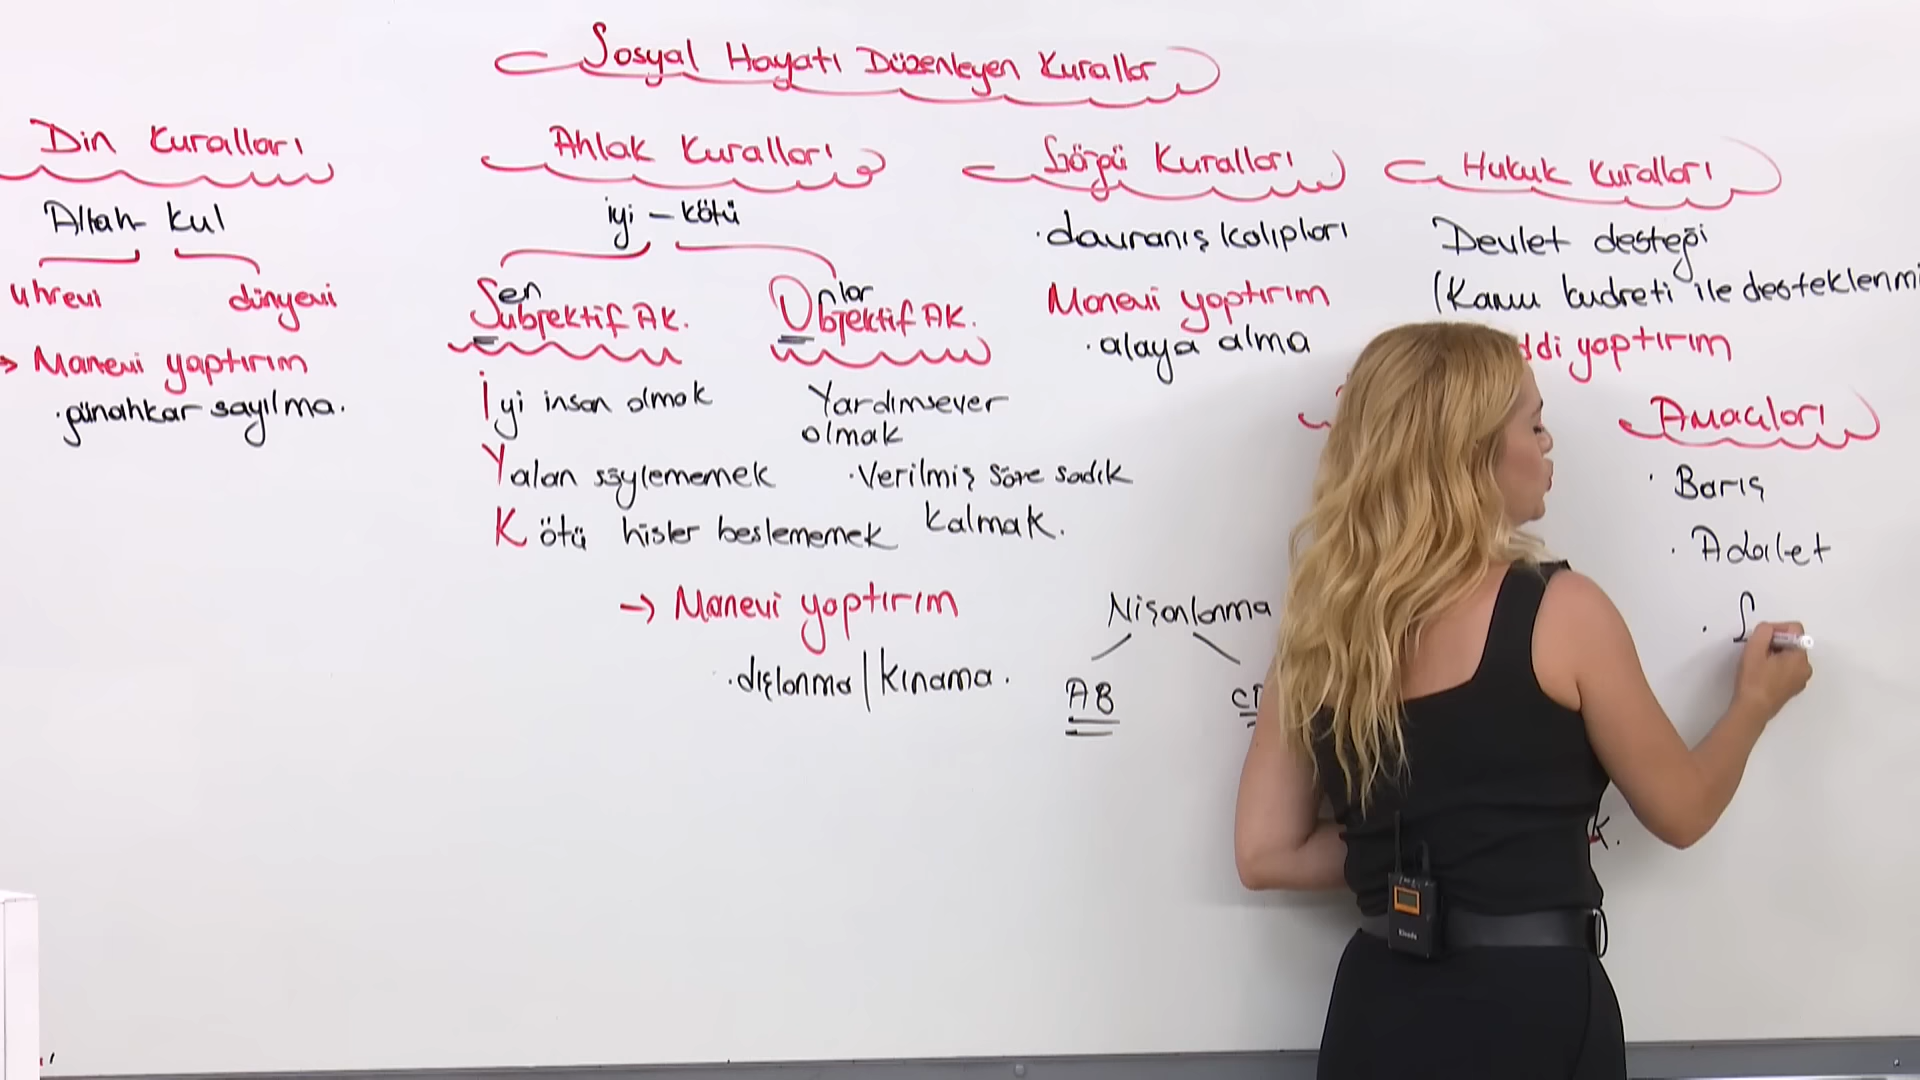 Sosyal Hayatı Düzenleyen Kurallar
Din Kuralları
Allah - kul
uhrevi dünyevi
→ Manevi yaptırım
· günahkar sayılma.
Ahlak Kuralları
iyi - kötü
Sen
Subjektif AK.
İyi insan olmak
Yalan söylememek
Kötü hisler beslememek
Onlar
Objektif AK.
Yardımsever
olmak
· Verilmiş söze sadık
kalmak.
→ Manevi yaptırım
· dışlanma / kınama.
Görgü Kuralları
· davranış kalıpları
Manevi yaptırım
· alaya alma
Nişanlanma
AB
Hukuk Kuralları
Devlet desteği
(Kamu kudreti ile desteklenmi
ddi yaptırım
Amaçları
· Barış
· Adalet
·
K.